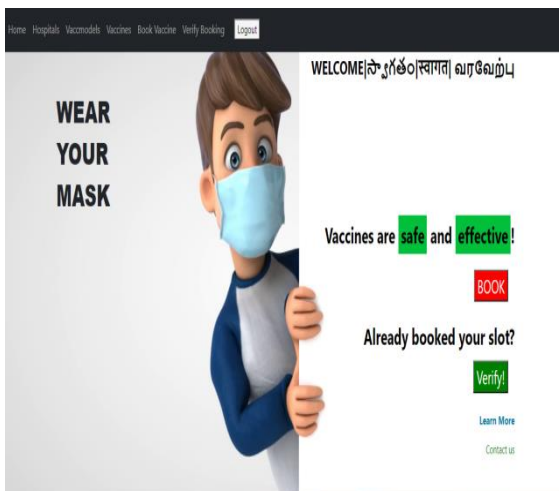 Home Hospitals Vaccmodels Vaccines Book Vaccine Verify Booking Logout
WELCOME|స్వాగతం|स्वागत| வரவேற்பு
WEAR
YOUR
MASK
Vaccines are safe and effective!
BOOK
Already booked your slot?
Verify!
Learn More
Contact us